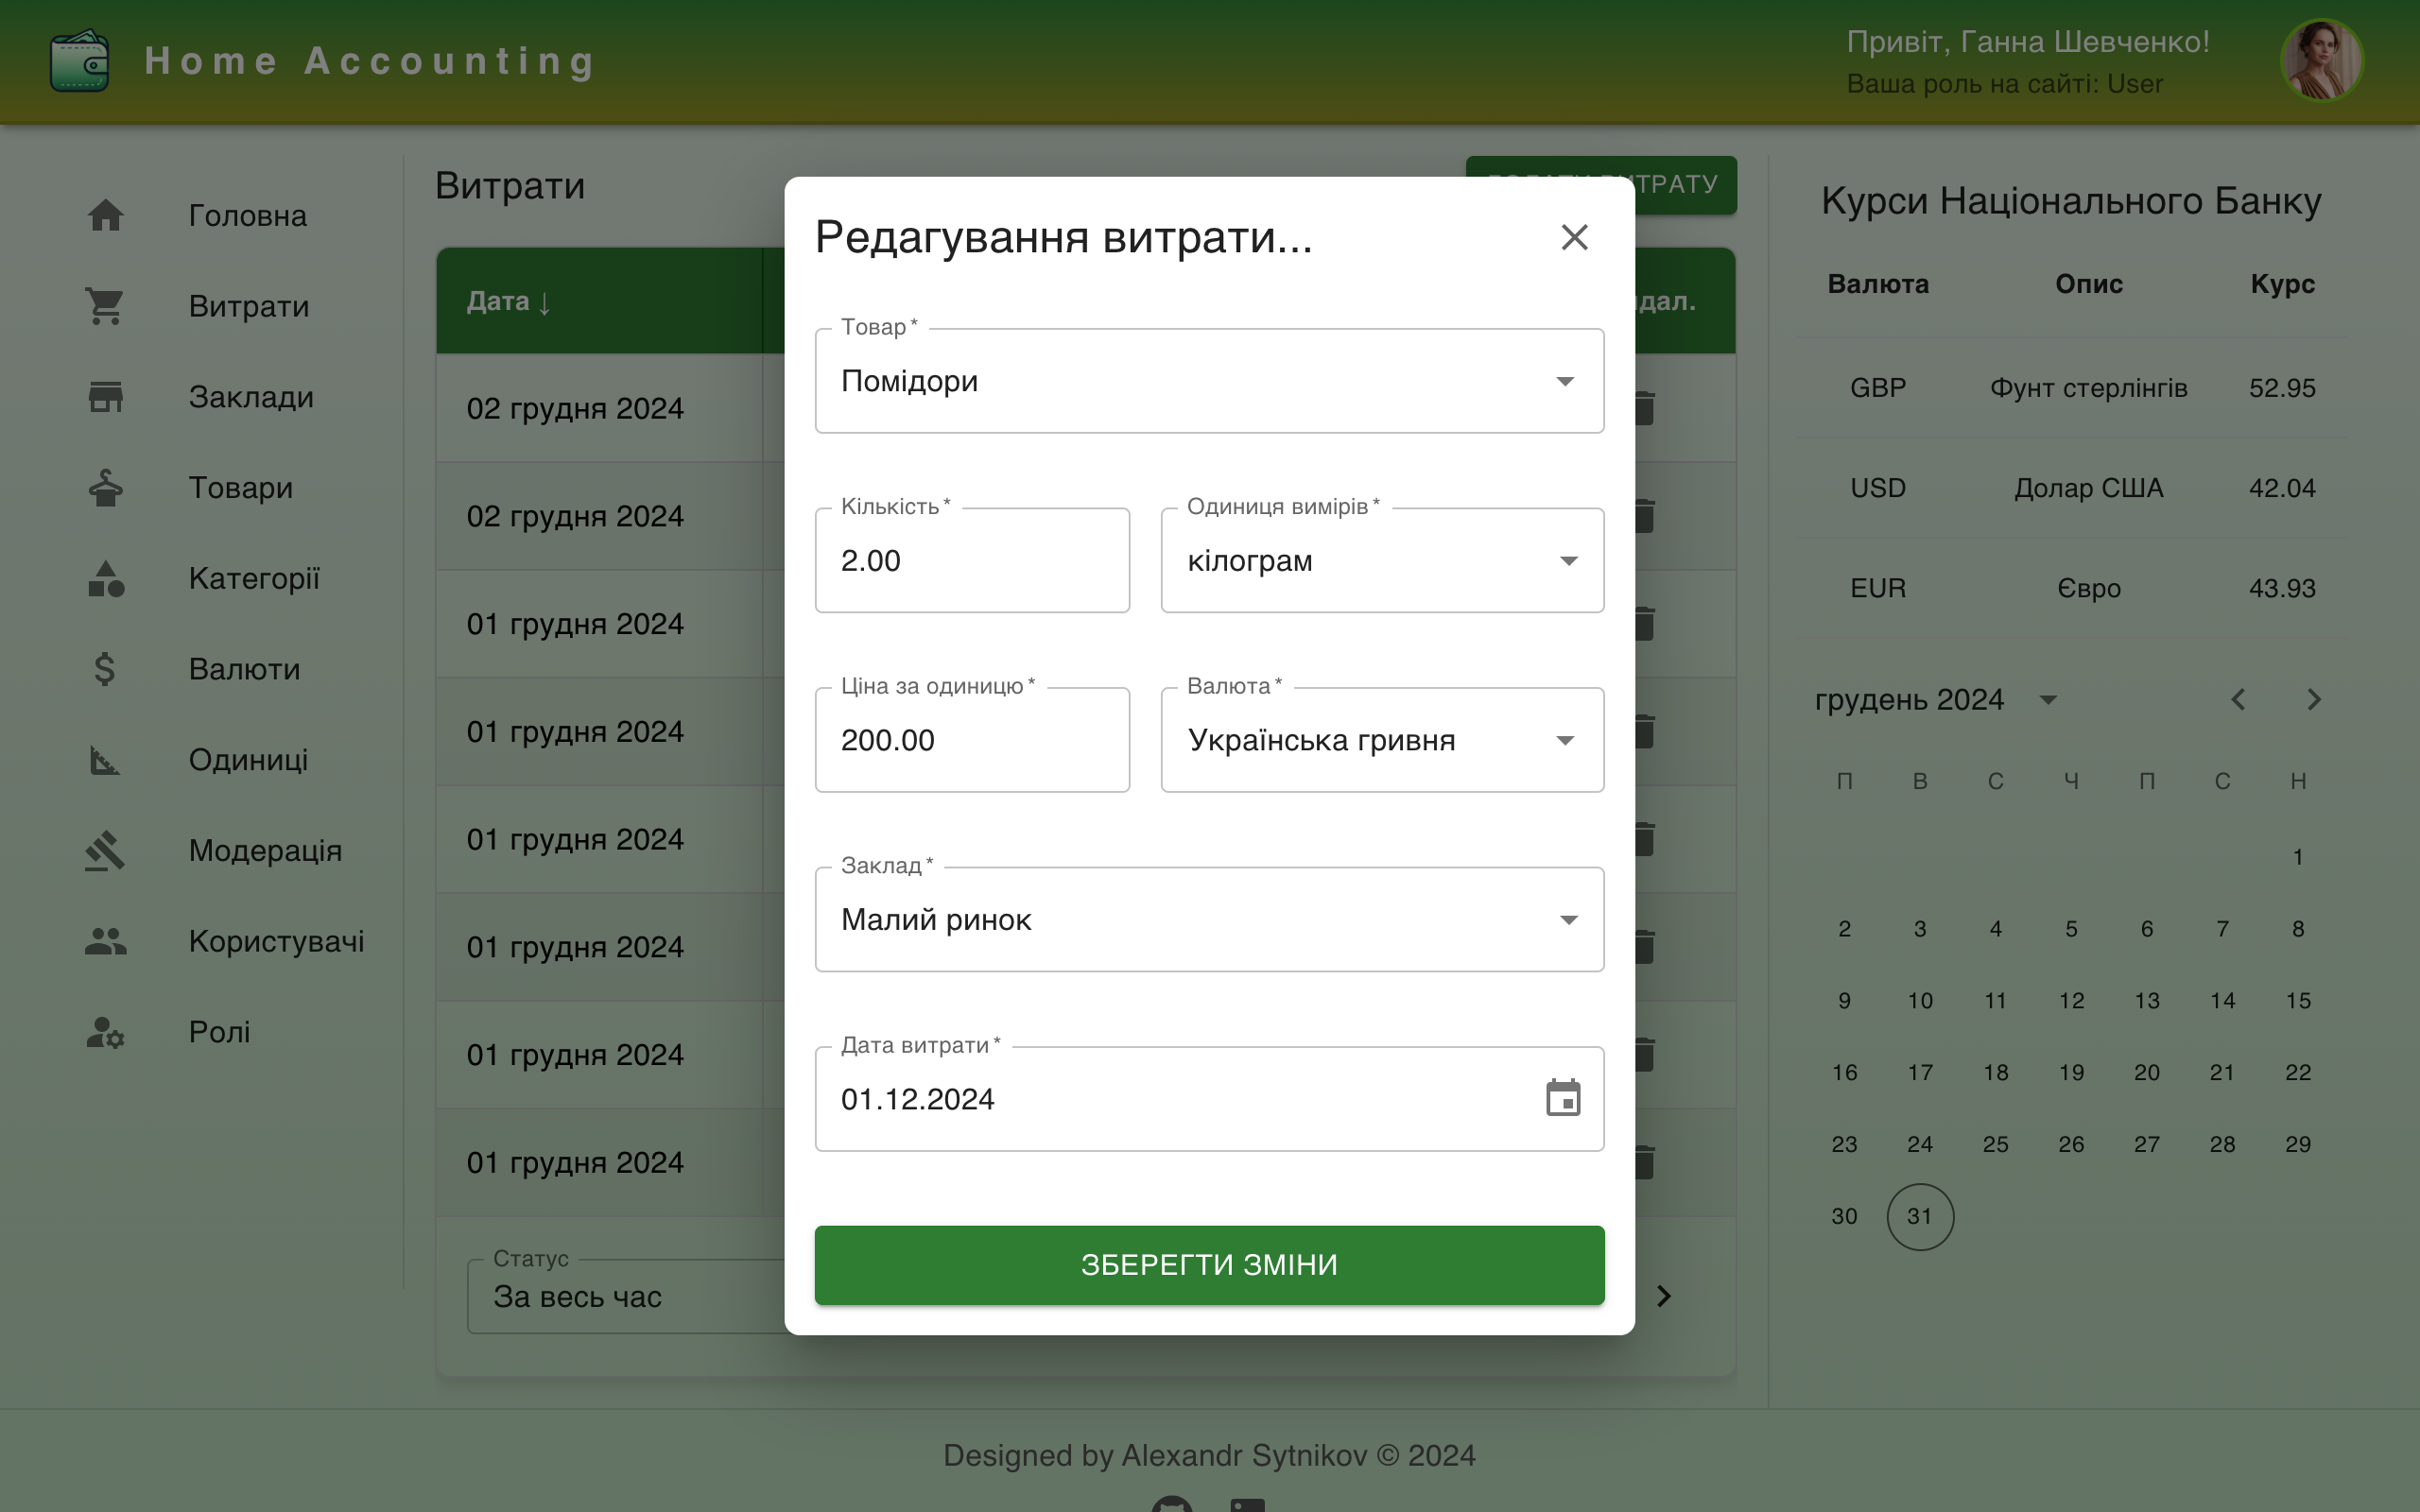 Home Accounting
Привіт, Ганна Шевченко!
Ваша роль на сайті: User
Головна
Витрати
Заклади
Товари
Категорії
Валюти
Одиниці
Модерація
Користувачі
Ролі
Витрати
Дата ↓
02 грудня 2024
02 грудня 2024
01 грудня 2024
01 грудня 2024
01 грудня 2024
01 грудня 2024
01 грудня 2024
01 грудня 2024
Статус
За весь час
Редагування витрати...
Товар *
Помідори
Кількість *
2.00
Одиниця вимірів *
кілограм
Ціна за одиницю *
200.00
Валюта *
Українська гривня
Заклад *
Малий ринок
Дата витрати *
01.12.2024
ЗБЕРЕГТИ ЗМІНИ
Курси Національного Банку
Валюта Опис Курс
GBP Фунт стерлінгів 52.95
USD Долар США 42.04
EUR Євро 43.93
грудень 2024
П В С Ч П С Н
1
2 3 4 5 6 7 8
9 10 11 12 13 14 15
16 17 18 19 20 21 22
23 24 25 26 27 28 29
30 31
Designed by Alexandr Sytnikov © 2024